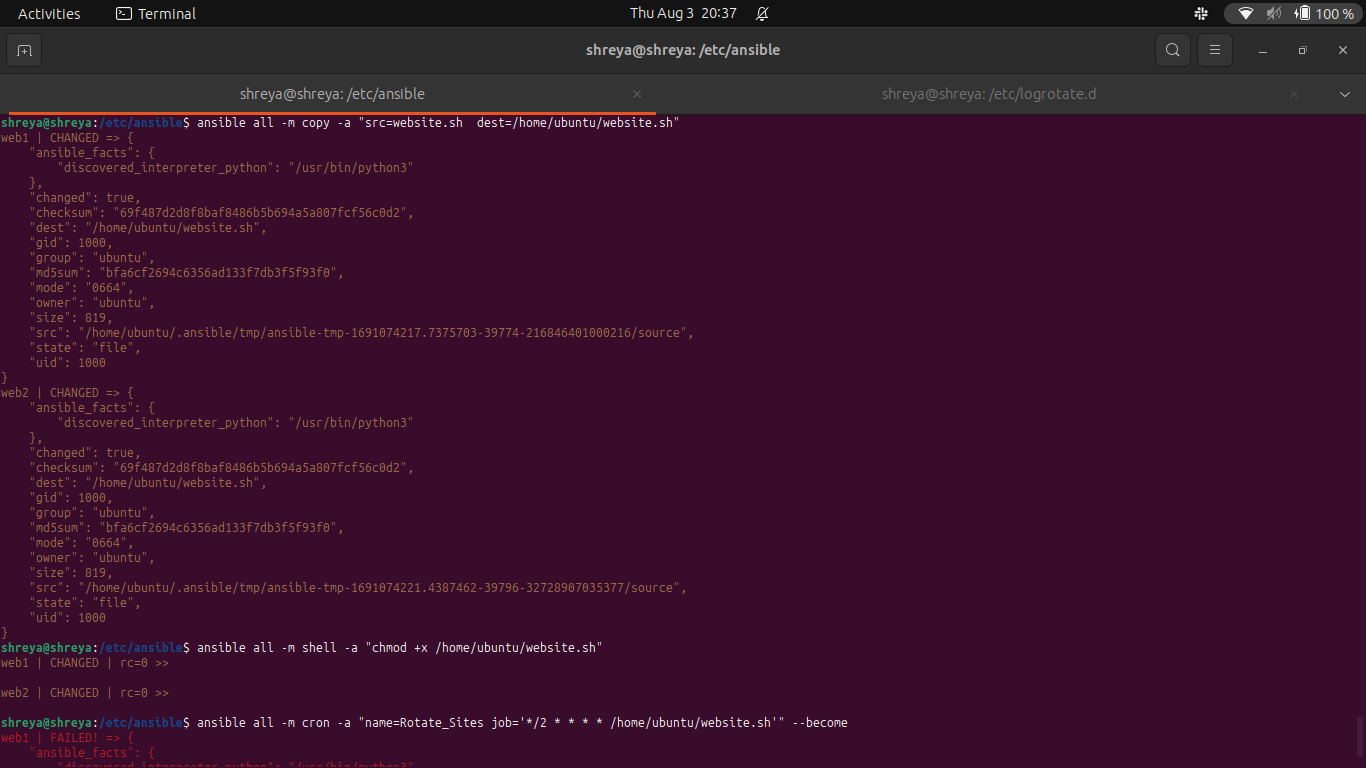 Activities Terminal Thu Aug 3 20:37 100 %
shreya@shreya: /etc/ansible
shreya@shreya: /etc/ansible shreya@shreya: /etc/logrotate.d
shreya@shreya:/etc/ansible$ ansible all -m copy -a "src=website.sh  dest=/home/ubuntu/website.sh"
web1 | CHANGED => {
    "ansible_facts": {
        "discovered_interpreter_python": "/usr/bin/python3"
    },
    "changed": true,
    "checksum": "69f487d2d8f8baf8486b5b694a5a807fcf56c0d2",
    "dest": "/home/ubuntu/website.sh",
    "gid": 1000,
    "group": "ubuntu",
    "md5sum": "bfa6cf2694c6356ad133f7db3f5f93f0",
    "mode": "0664",
    "owner": "ubuntu",
    "size": 819,
    "src": "/home/ubuntu/.ansible/tmp/ansible-tmp-1691074217.7375703-39774-216846401000216/source",
    "state": "file",
    "uid": 1000
}
web2 | CHANGED => {
    "ansible_facts": {
        "discovered_interpreter_python": "/usr/bin/python3"
    },
    "changed": true,
    "checksum": "69f487d2d8f8baf8486b5b694a5a807fcf56c0d2",
    "dest": "/home/ubuntu/website.sh",
    "gid": 1000,
    "group": "ubuntu",
    "md5sum": "bfa6cf2694c6356ad133f7db3f5f93f0",
    "mode": "0664",
    "owner": "ubuntu",
    "size": 819,
    "src": "/home/ubuntu/.ansible/tmp/ansible-tmp-1691074221.4387462-39796-32728907035377/source",
    "state": "file",
    "uid": 1000
}
shreya@shreya:/etc/ansible$ ansible all -m shell -a "chmod +x /home/ubuntu/website.sh"
web1 | CHANGED | rc=0 >>
web2 | CHANGED | rc=0 >>
shreya@shreya:/etc/ansible$ ansible all -m cron -a "name=Rotate_Sites job='*/2 * * * * /home/ubuntu/website.sh'" --become
web1 | FAILED! => {
    "ansible_facts": {
        "discovered_interpreter_python": "/usr/bin/python3"